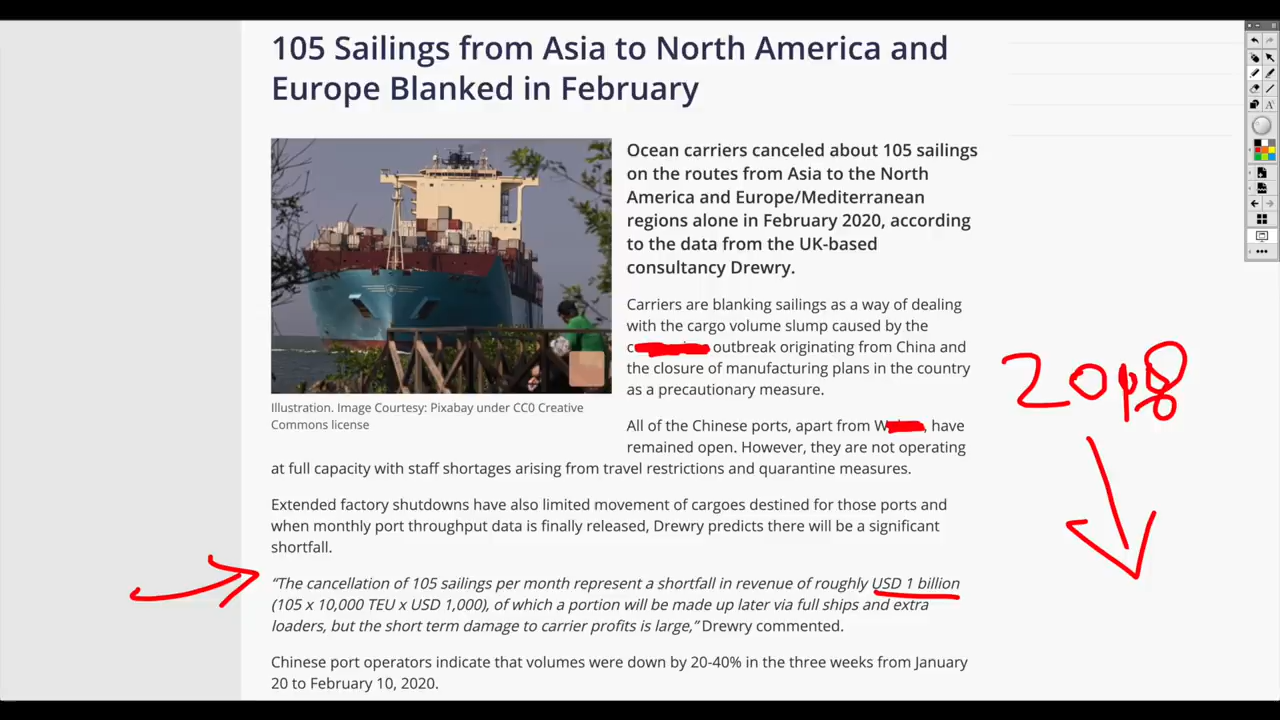 105 Sailings from Asia to North America and
Europe Blanked in February
Ocean carriers canceled about 105 sailings
on the routes from Asia to the North
America and Europe/Mediterranean
regions alone in February 2020, according
to the data from the UK-based
consultancy Drewry.
Carriers are blanking sailings as a way of dealing
with the cargo volume slump caused by the
outbreak originating from China and
the closure of manufacturing plans in the country
as a precautionary measure.
Illustration. Image Courtesy: Pixabay under CC0 Creative
Commons license
All of the Chinese ports, apart from W , have
remained open. However, they are not operating
at full capacity with staff shortages arising from travel restrictions and quarantine measures.
Extended factory shutdowns have also limited movement of cargoes destined for those ports and
when monthly port throughput data is finally released, Drewry predicts there will be a significant
shortfall.
“The cancellation of 105 sailings per month represent a shortfall in revenue of roughly USD 1 billion
(105 x 10,000 TEU x USD 1,000), of which a portion will be made up later via full ships and extra
loaders, but the short term damage to carrier profits is large,” Drewry commented.
Chinese port operators indicate that volumes were down by 20-40% in the three weeks from January
20 to February 10, 2020.